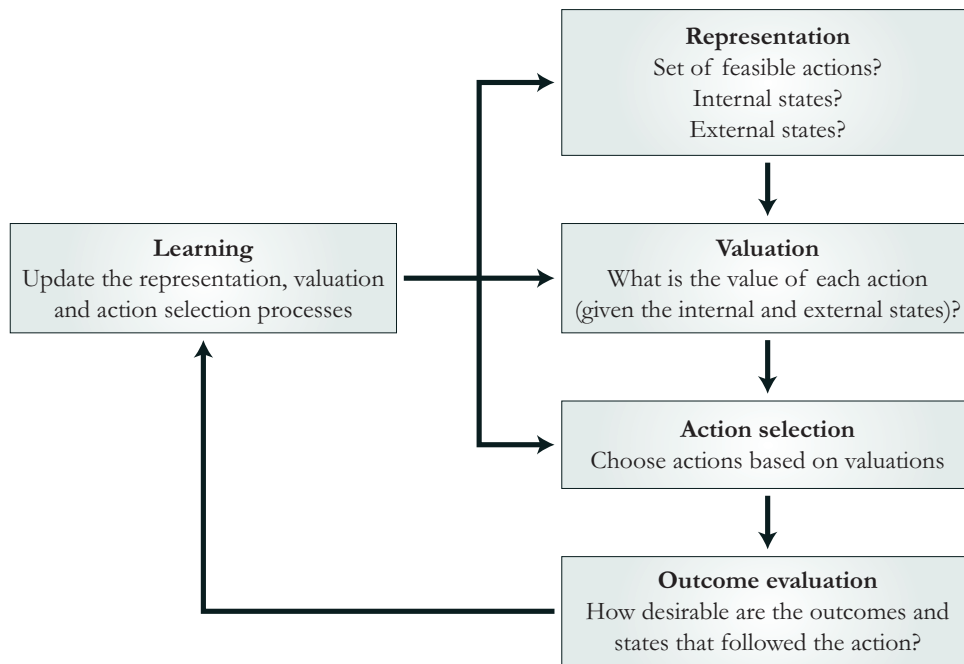 Representation
Set of feasible actions?
Internal states?
External states?
Learning
Update the representation, valuation
and action selection processes
Valuation
What is the value of each action
(given the internal and external states)?
Action selection
Choose actions based on valuations
Outcome evaluation
How desirable are the outcomes and
states that followed the action?